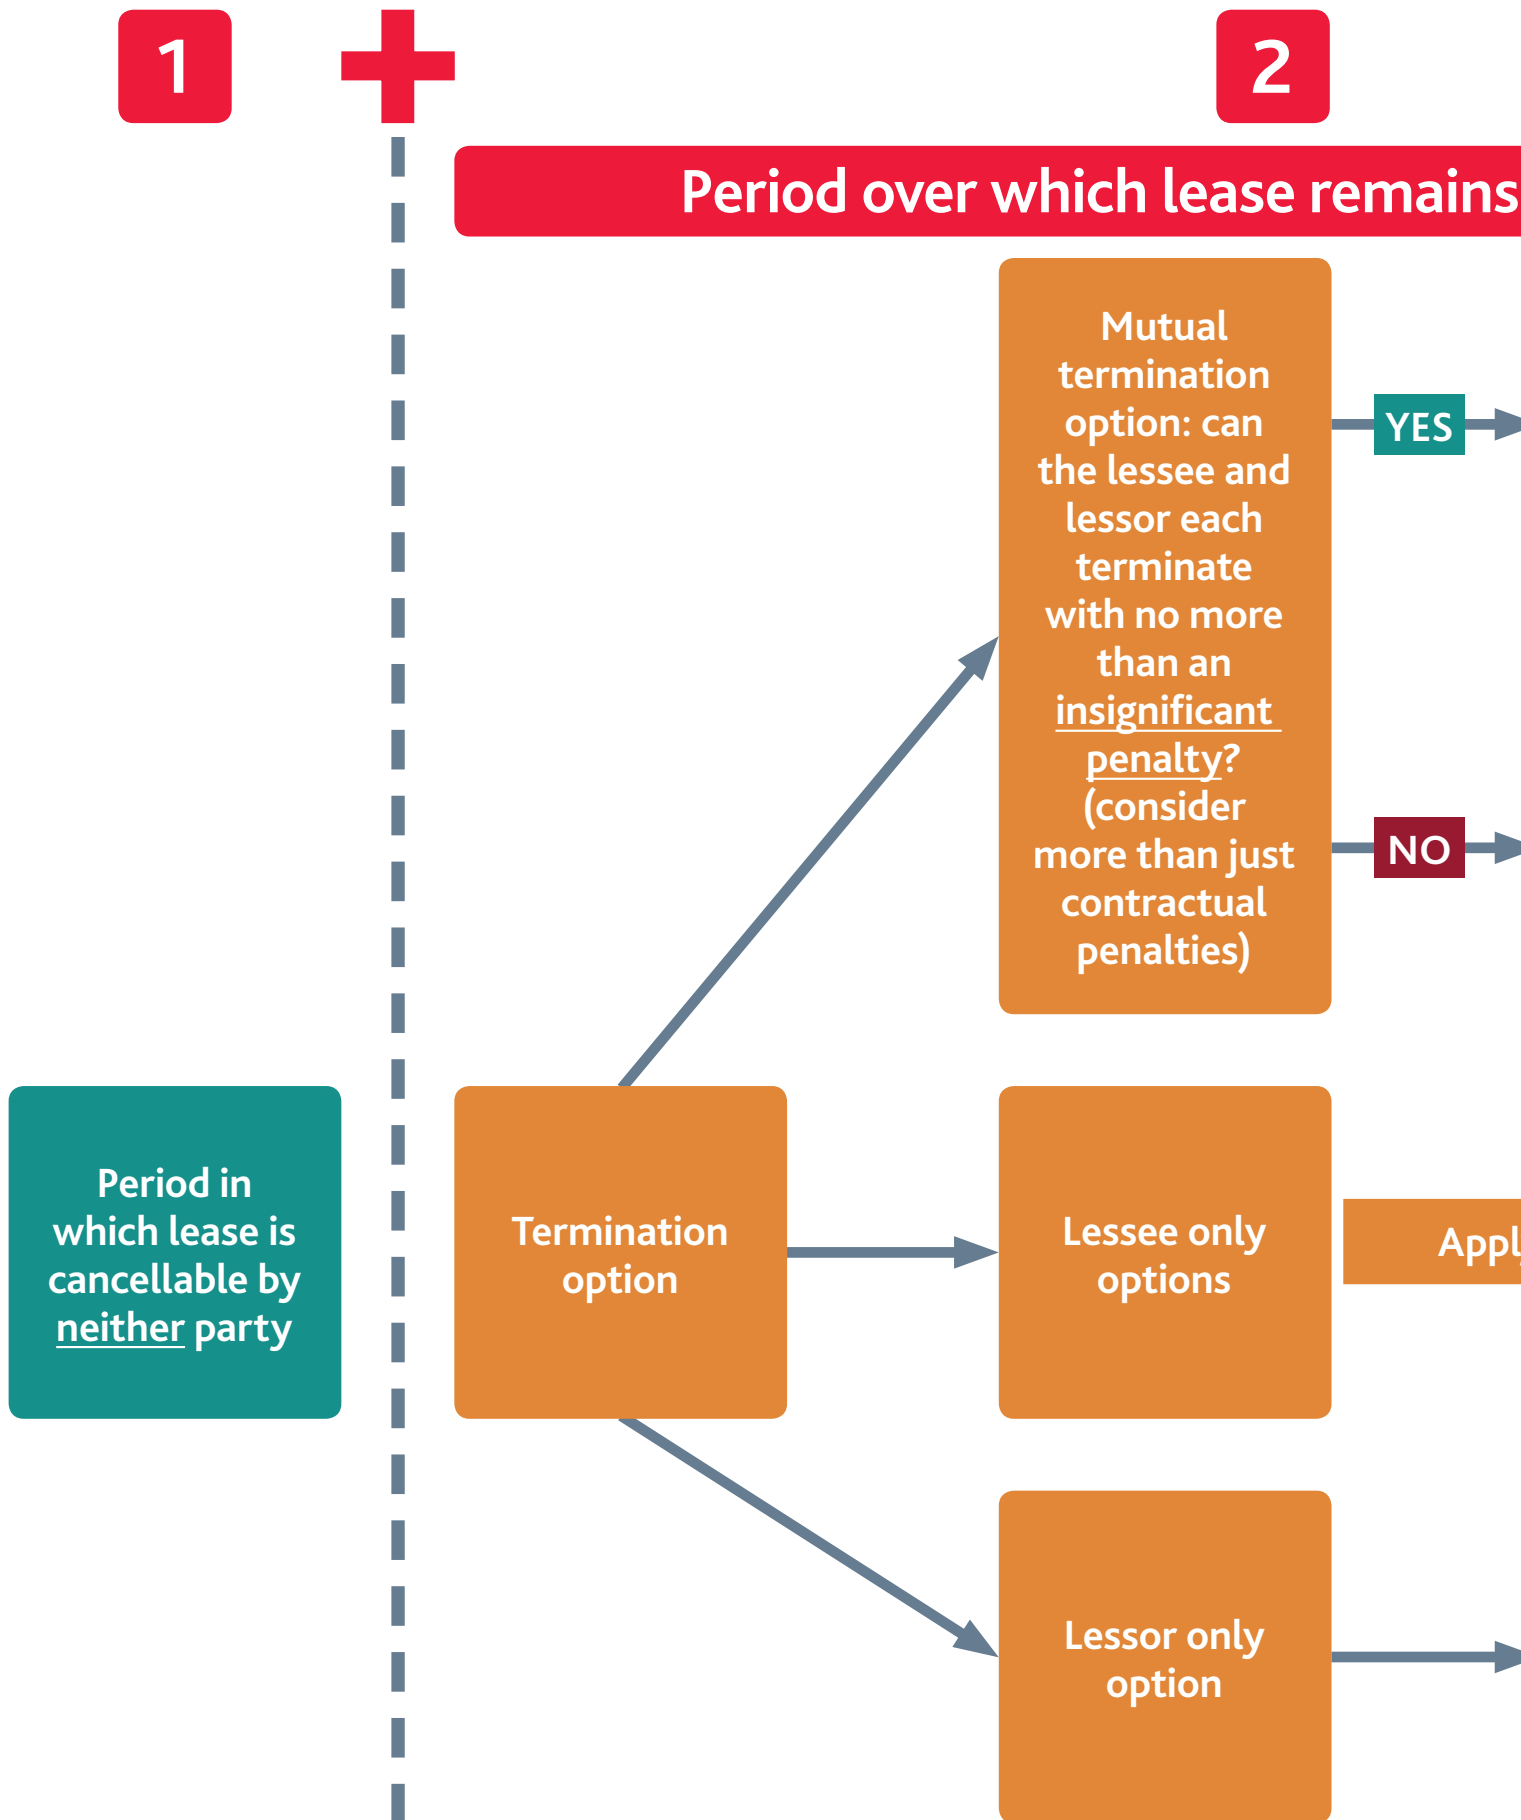 1
2
Period over which lease remains
Mutual
termination
option: can
the lessee and
lessor each
terminate
with no more
than an
insignificant
penalty?
(consider
more than just
contractual
penalties)
YES
NO
Period in
which lease is
cancellable by
neither party
Termination
option
Lessee only
options
Lessor only
option